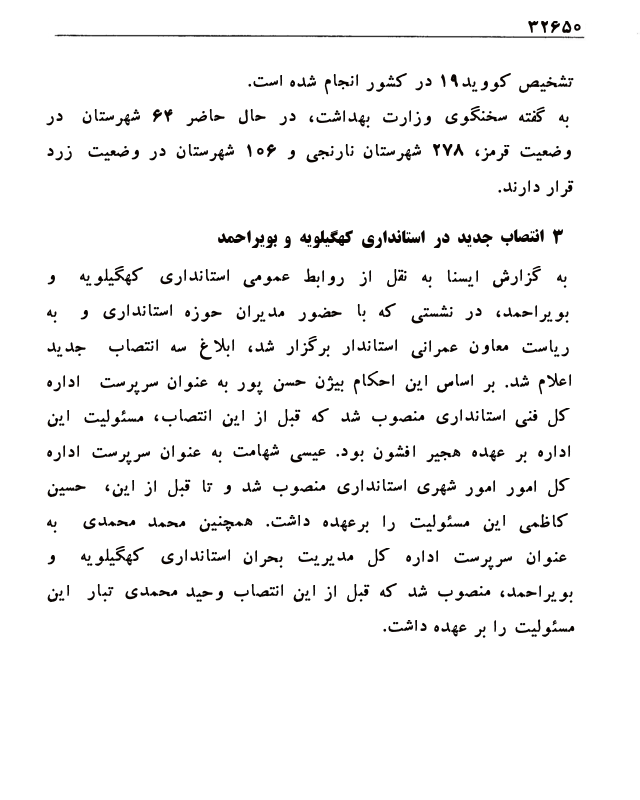 ۳۲۶۵۰
تشخیص کووید۱۹ در کشور انجام شده است.
به گفته سخنگوی وزارت بهداشت، در حال حاضر ۶۴ شهرستان در
وضعیت قرمز، ۲۷۸ شهرستان نارنجی و ۱۰۶ شهرستان در وضعیت زرد
قرار دارند.
۳ انتصاب جدید در استانداری کهگیلویه و بویراحمد
به گزارش ایسنا به نقل از روابط عمومی استانداری کهگیلویه و
بویراحمد، در نشستی که با حضور مدیران حوزه استانداری و به
ریاست معاون عمرانی استاندار برگزار شد، ابلاغ سه انتصاب جدید
اعلام شد. بر اساس این احکام بیژن حسن پور به عنوان سرپرست اداره
کل فنی استانداری منصوب شد که قبل از این انتصاب، مسئولیت این
اداره بر عهده هجیر افشون بود. عیسی شهامت به عنوان سرپرست اداره
کل امور امور شهری استانداری منصوب شد و تا قبل از این، حسین
کاظمی این مسئولیت را برعهده داشت. همچنین محمد محمدی به
عنوان سرپرست اداره کل مدیریت بحران استانداری کهگیلویه و
بویراحمد، منصوب شد که قبل از این انتصاب وحید محمدی تبار این
مسئولیت را بر عهده داشت.